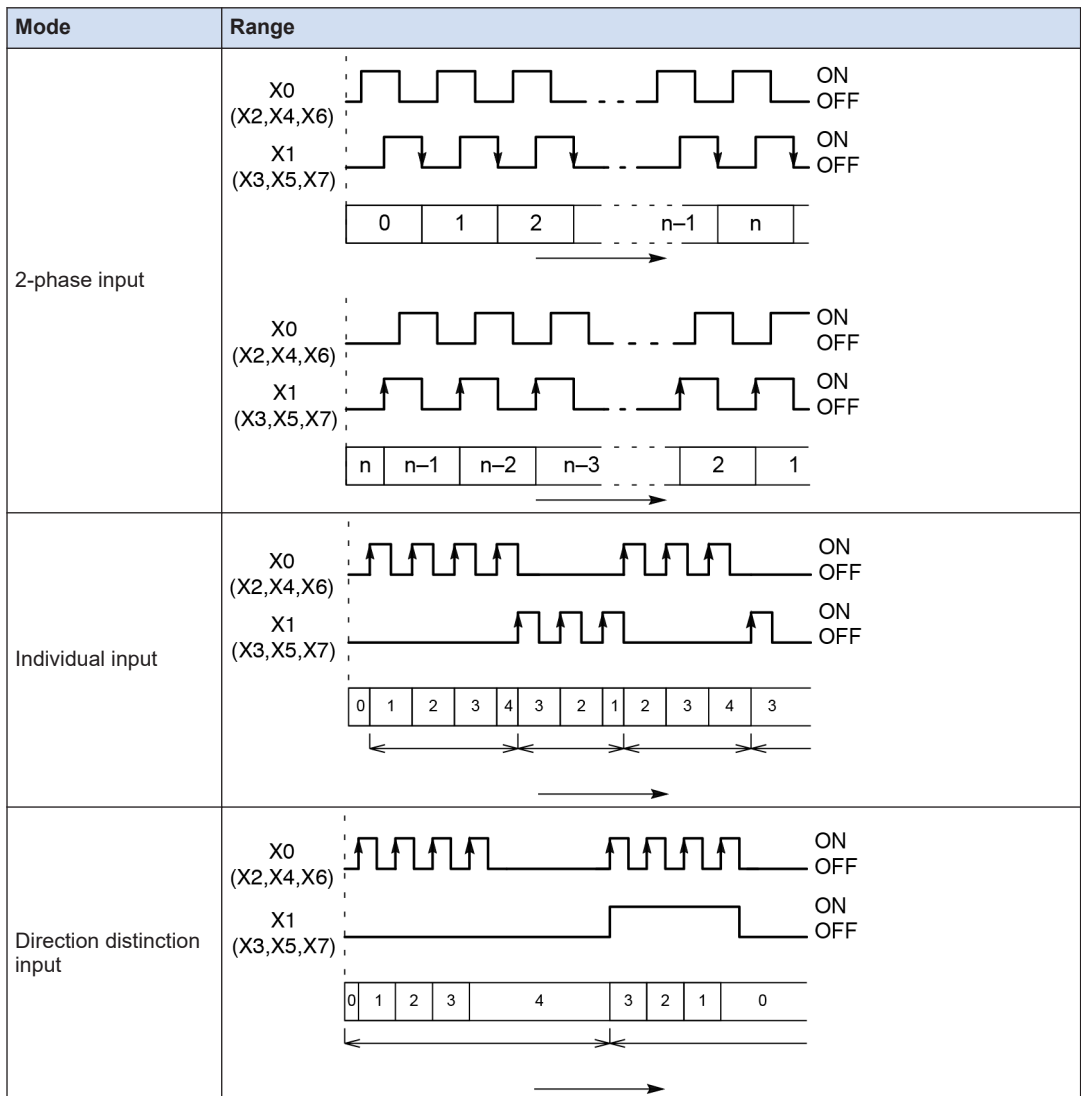 Mode Range
2-phase input
X0 ON
(X2,X4,X6) OFF
X1 ON
(X3,X5,X7) OFF
0 1 2 n–1 n
X0 ON
(X2,X4,X6) OFF
X1 ON
(X3,X5,X7) OFF
n n–1 n–2 n–3 2 1
Individual input
X0 ON
(X2,X4,X6) OFF
X1 ON
(X3,X5,X7) OFF
0 1 2 3 4 3 2 1 2 3 4 3
Direction distinction
input
X0 ON
(X2,X4,X6) OFF
X1 ON
(X3,X5,X7) OFF
0 1 2 3 4 3 2 1 0